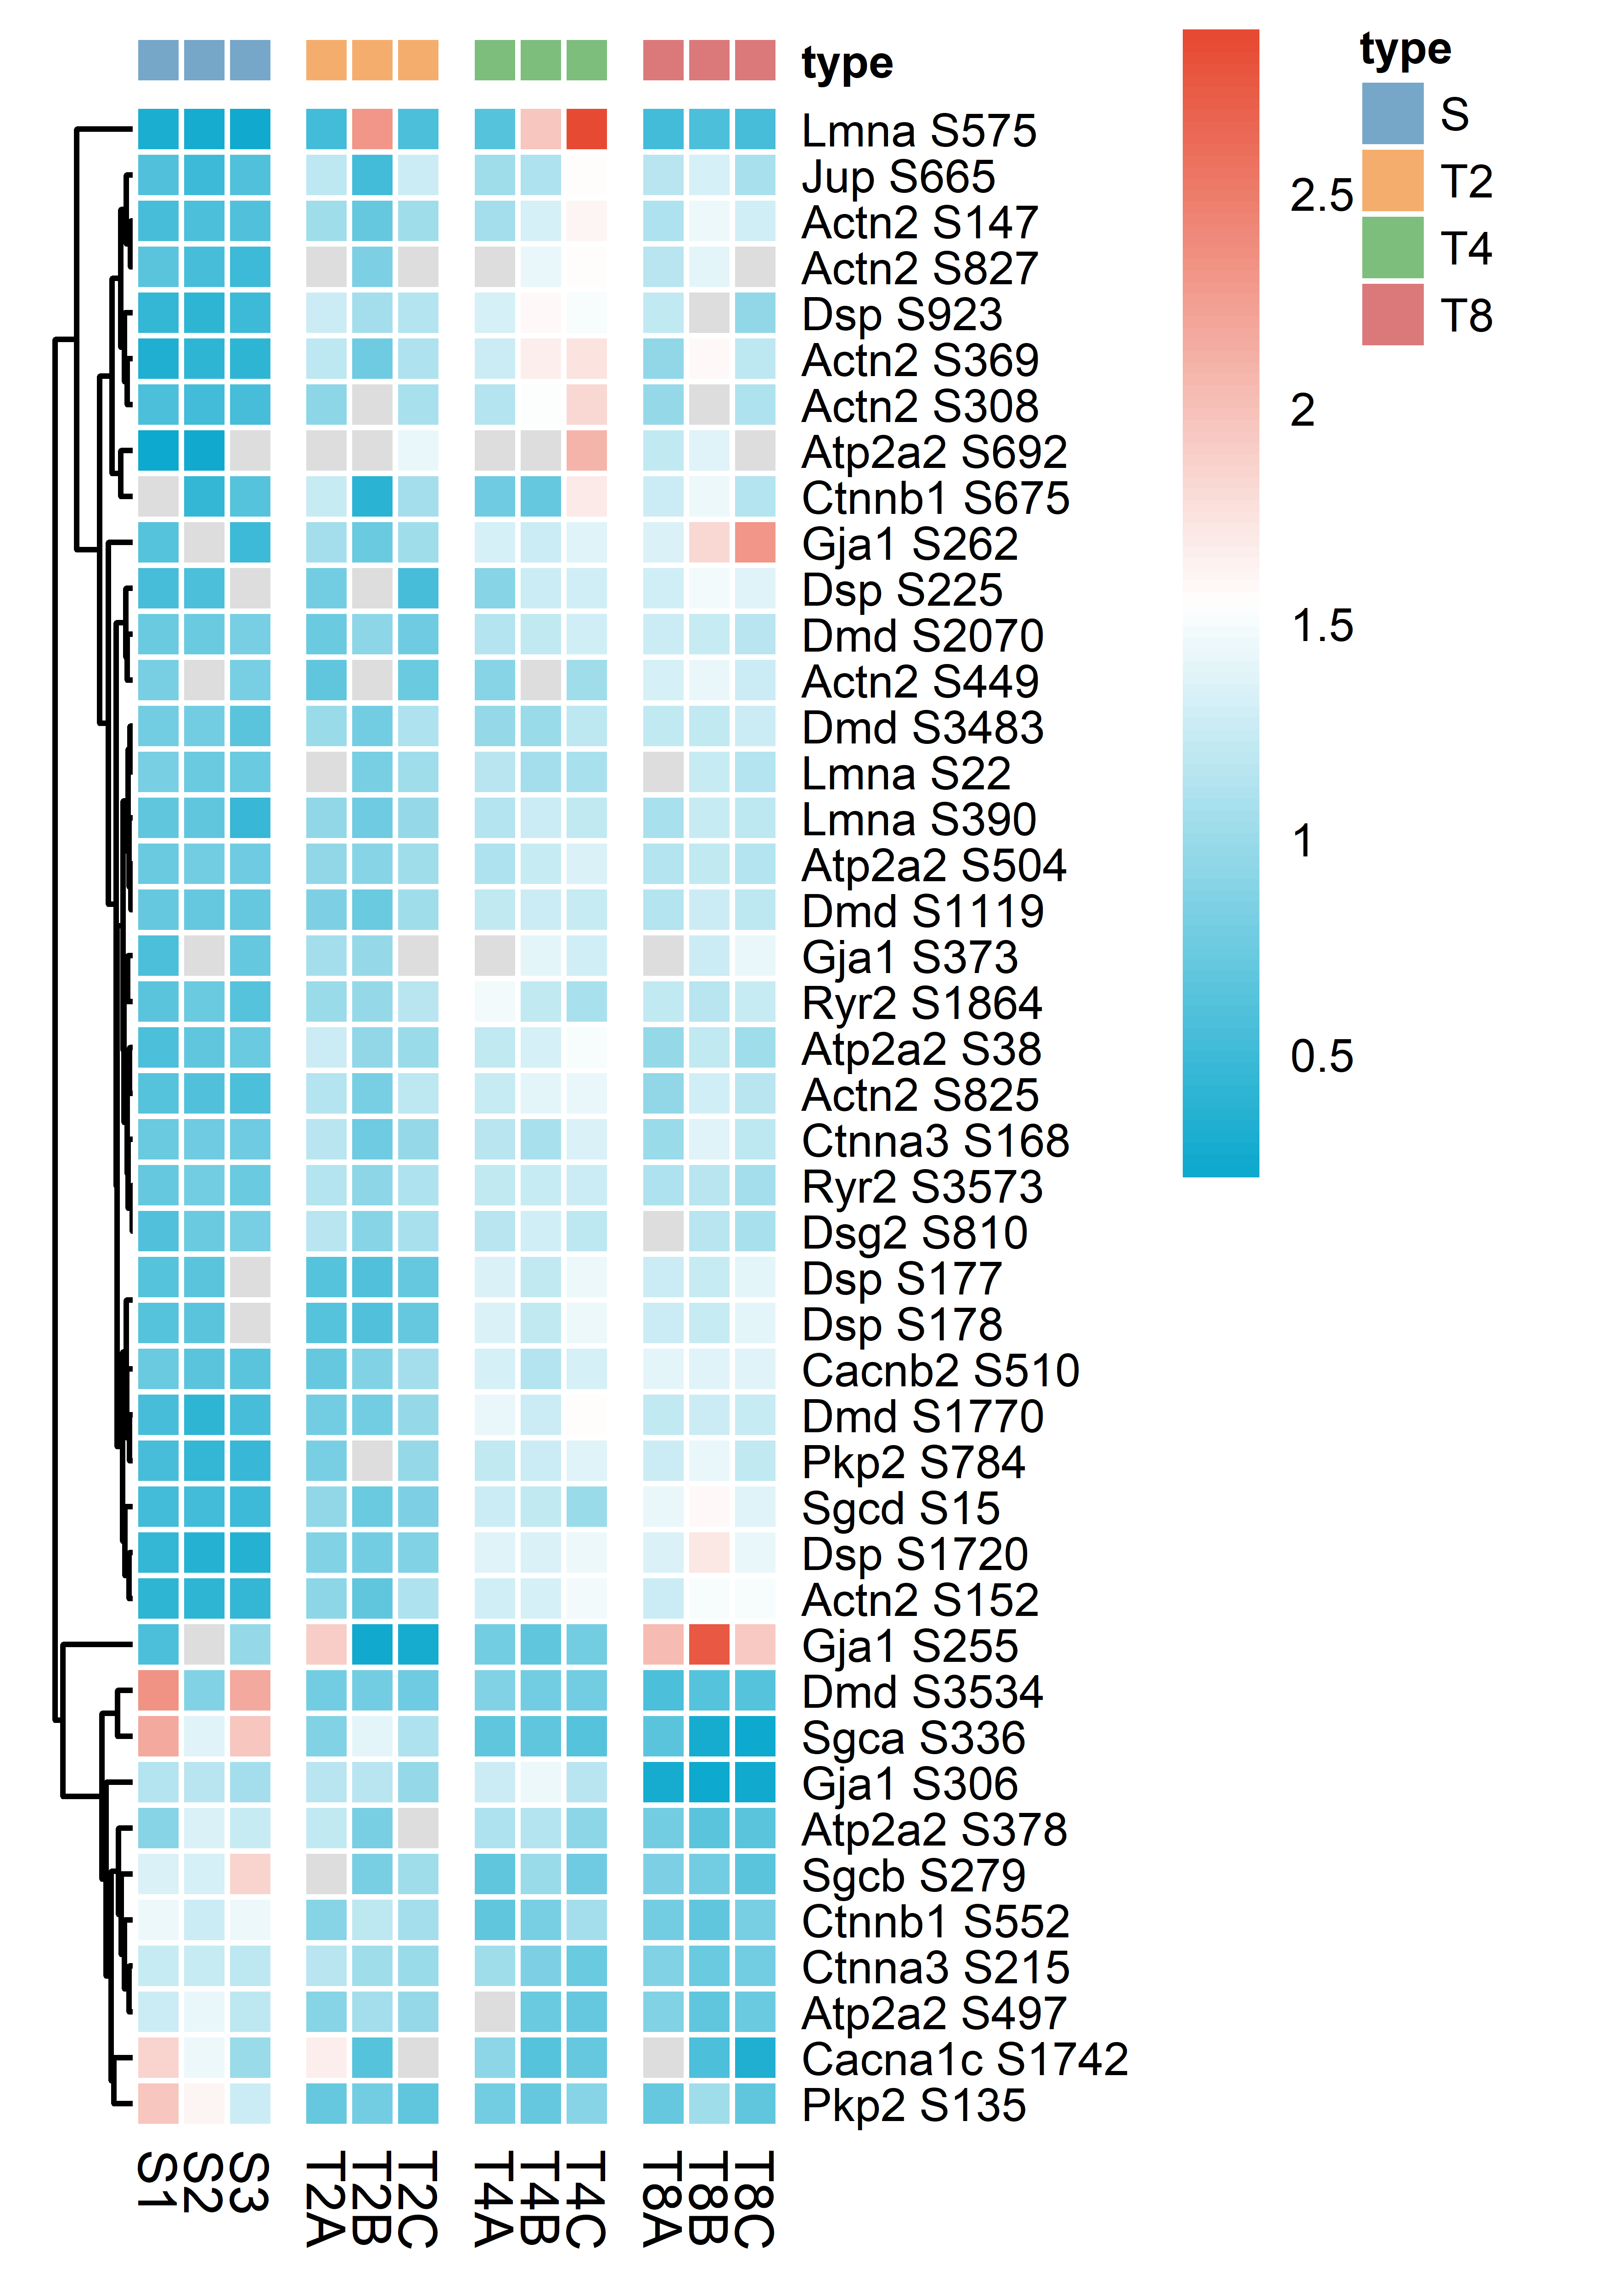 type
Lmna S575
Jup S665
Actn2 S147
Actn2 S827
Dsp S923
Actn2 S369
Actn2 S308
Atp2a2 S692
Ctnnb1 S675
Gja1 S262
Dsp S225
Dmd S2070
Actn2 S449
Dmd S3483
Lmna S22
Lmna S390
Atp2a2 S504
Dmd S1119
Gja1 S373
Ryr2 S1864
Atp2a2 S38
Actn2 S825
Ctnna3 S168
Ryr2 S3573
Dsg2 S810
Dsp S177
Dsp S178
Cacnb2 S510
Dmd S1770
Pkp2 S784
Sgcd S15
Dsp S1720
Actn2 S152
Gja1 S255
Dmd S3534
Sgca S336
Gja1 S306
Atp2a2 S378
Sgcb S279
Ctnnb1 S552
Ctnna3 S215
Atp2a2 S497
Cacna1c S1742
Pkp2 S135
S1
S2
S3
T2A
T2B
T2C
T4A
T4B
T4C
T8A
T8B
T8C
2.5
2
1.5
1
0.5
type
S
T2
T4
T8